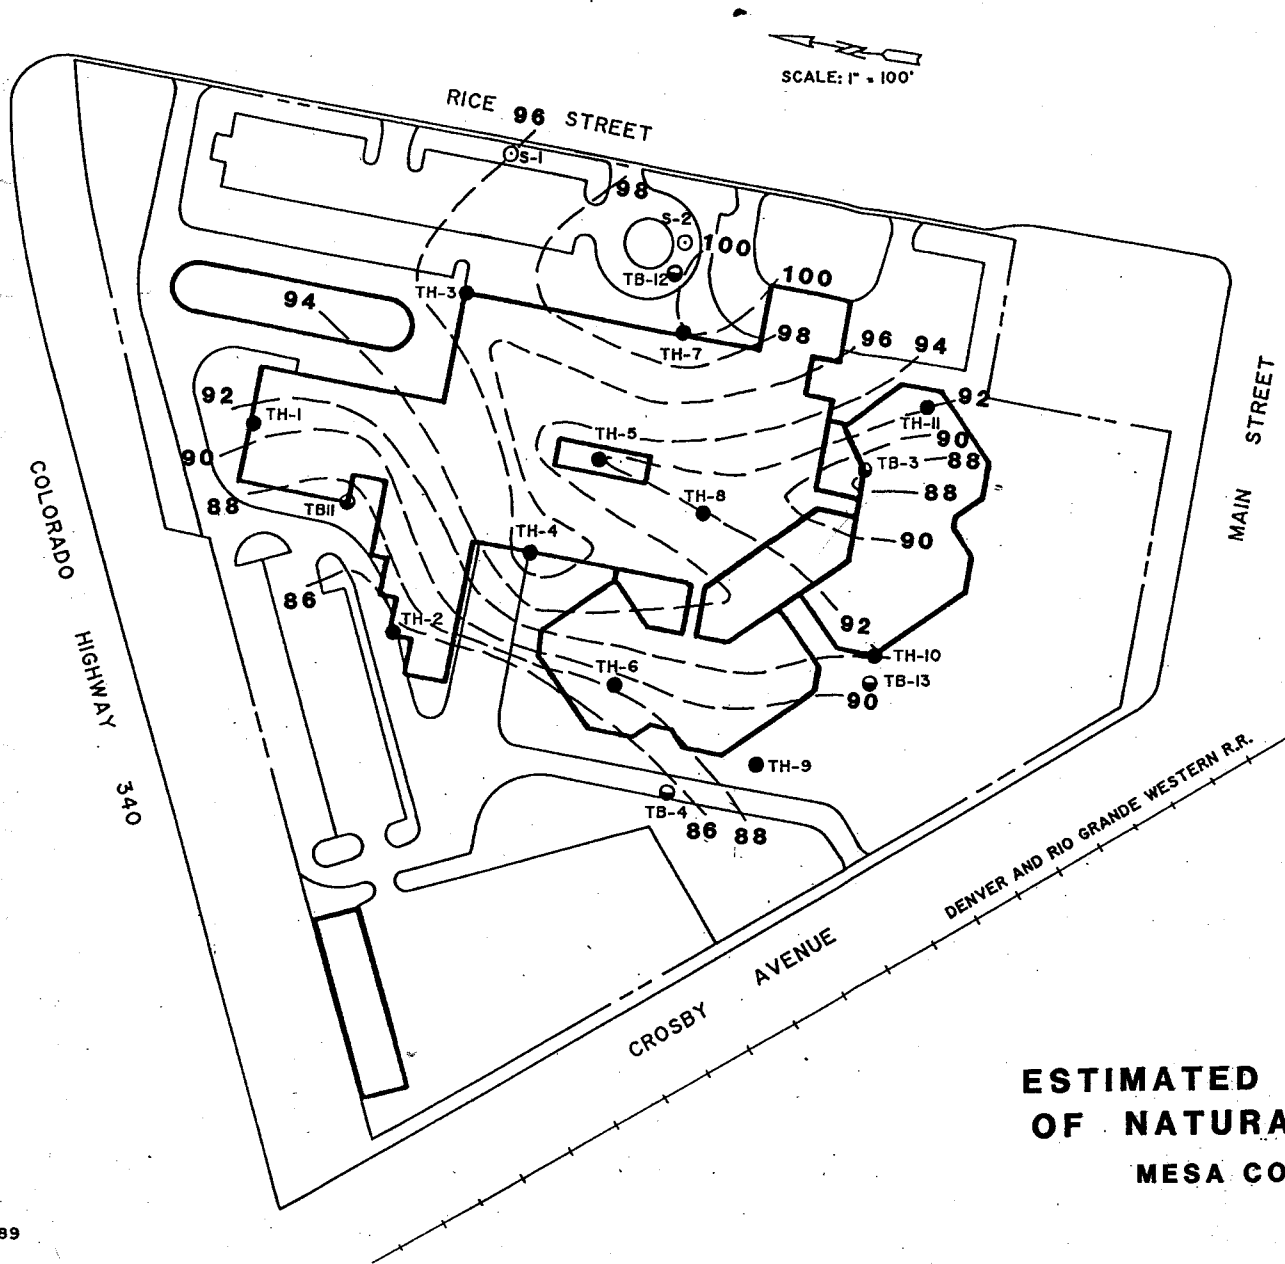 SCALE: 1" = 100'
RICE STREET
96
S-1
98
S-2
100
TB-12
100
TH-3
94
TH-7
98
96
94
92
TH-1
92
TH-11
90
TH-5
90
TB-3
88
88
TH-8
88
TB11
TH-4
90
86
TH-2
92
TH-10
TH-6
TB-13
90
TH-9
TB-4
86
88
COLORADO HIGHWAY 340
MAIN STREET
DENVER AND RIO GRANDE WESTERN R.R.
CROSBY AVENUE
ESTIMATED
OF NATURA
MESA CO
89